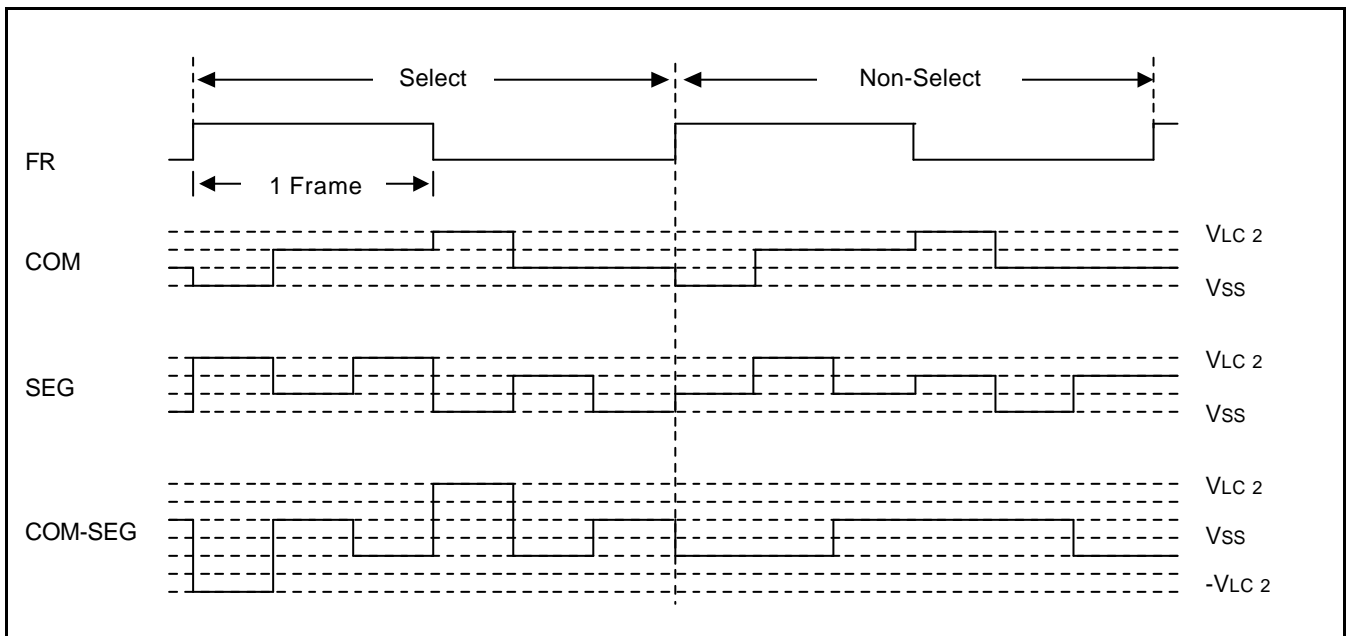 Select
Non-Select
FR
1 Frame
COM
VLC 2
VSS
SEG
VLC 2
VSS
COM-SEG
VLC 2
VSS
-VLC 2